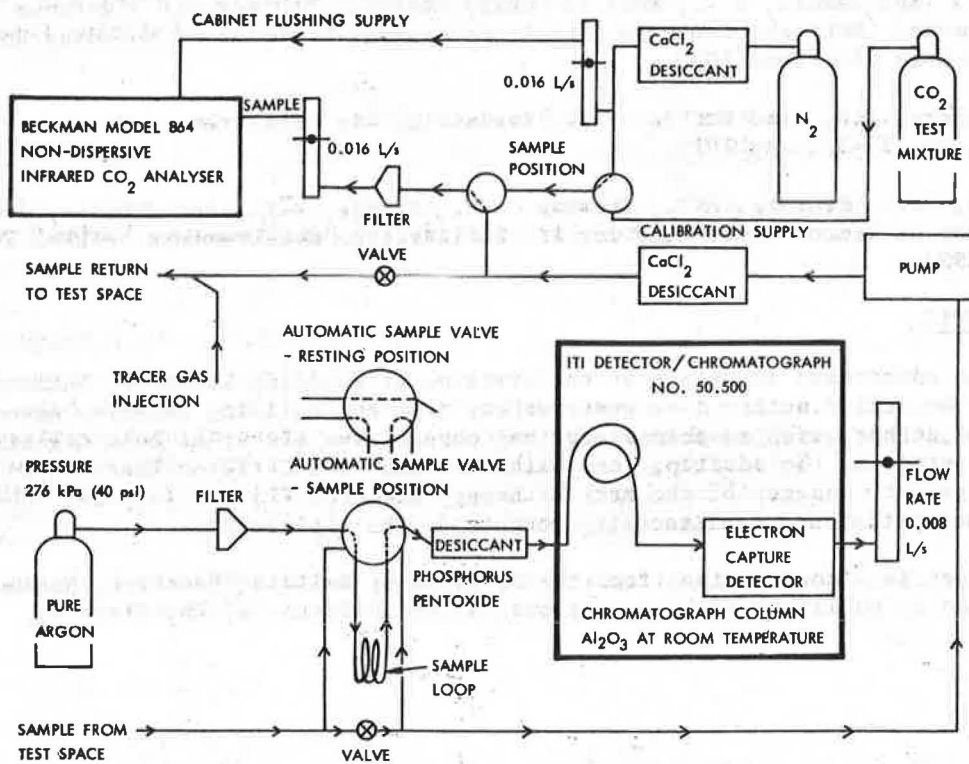 CABINET FLUSHING SUPPLY
CaCl2
DESICCANT
0.016 L/s
N2
CO2
TEST
MIXTURE
SAMPLE
BECKMAN MODEL 864
NON-DISPERSIVE
INFRARED CO2 ANALYSER
0.016 L/s
SAMPLE
POSITION
FILTER
CALIBRATION SUPPLY
VALVE
SAMPLE RETURN
TO TEST SPACE
CaCl2
DESICCANT
PUMP
AUTOMATIC SAMPLE VALVE
- RESTING POSITION
TRACER GAS
INJECTION
ITI DETECTOR/CHROMATOGRAPH
NO. 50.500
AUTOMATIC SAMPLE VALVE
- SAMPLE POSITION
PRESSURE
276 kPa (40 psi)
FILTER
FLOW
RATE
0.008
L/s
DESICCANT
PHOSPHORUS
PENTOXIDE
ELECTRON
CAPTURE
DETECTOR
PURE
ARGON
CHROMATOGRAPH COLUMN
Al2O3 AT ROOM TEMPERATURE
SAMPLE
LOOP
SAMPLE FROM
TEST SPACE
VALVE